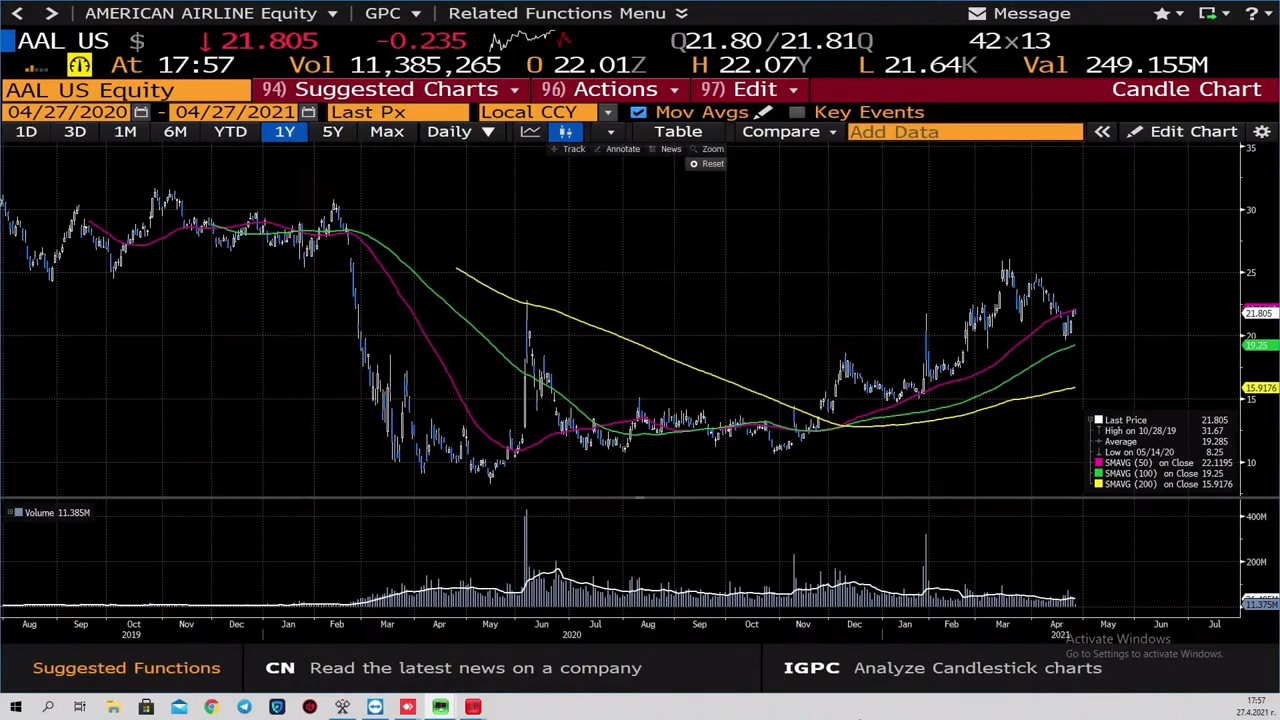 AMERICAN AIRLINE Equity GPC Related Functions Menu Message ?
AAL US $ ↓ 21.805 -0.235 Q21.80/21.81Q 42x13
At 17:57 Vol 11,385,265 O 22.01Z H 22.07Y L 21.64K Val 249.155M
AAL US Equity 94) Suggested Charts 96) Actions 97) Edit Candle Chart
04/27/2020 - 04/27/2021 Last Px Local CCY Mov Avgs Key Events
1D 3D 1M 6M YTD 1Y 5Y Max Daily ▼ Table Compare Add Data « Edit Chart
Track Annotate News Zoom
Reset
35
30
25
21.805
20
19.25
15.9176
15
10
Last Price 21.805
High on 10/28/19 31.67
Average 19.285
Low on 05/14/20 8.25
SMAVG (50) on Close 22.1195
SMAVG (100) on Close 19.25
SMAVG (200) on Close 15.9176
Volume 11.385M
400M
200M
11.375M
Aug Sep Oct Nov Dec Jan Feb Mar Apr May Jun Jul Aug Sep Oct Nov Dec Jan Feb Mar Apr May Jun Jul
2019 2020 2021
Activate Windows
Go to Settings to activate Windows.
Suggested Functions CN Read the latest news on a company IGPC Analyze Candlestick charts
17:57
27.4.2021 г.